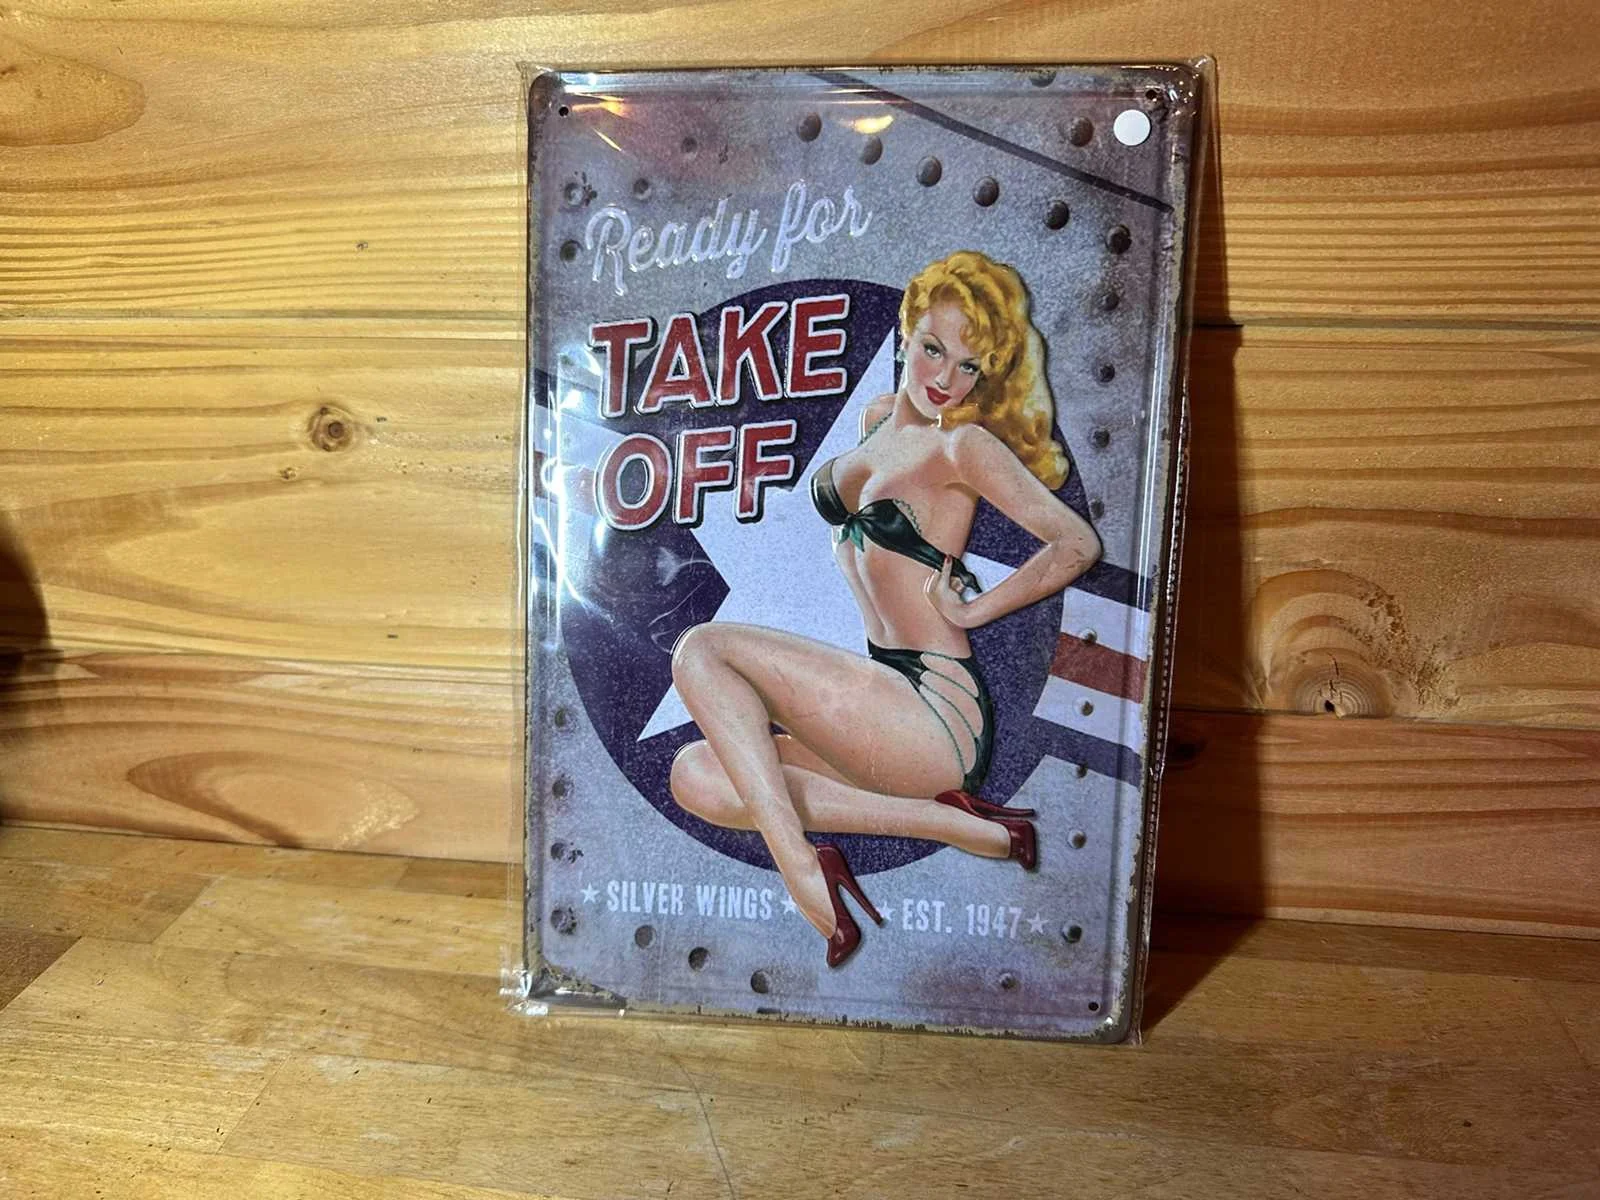 Ready for
TAKE
OFF
★ SILVER WINGS ★ ★ EST. 1947 ★